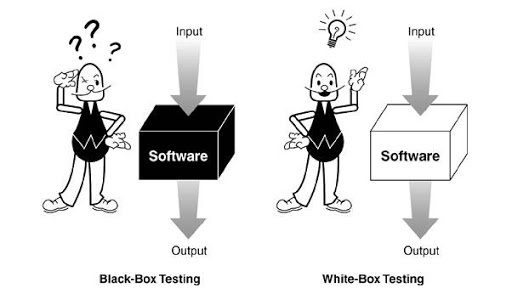 ? ? ?
Input
Software
Output
Black-Box Testing
Input
Software
Output
White-Box Testing